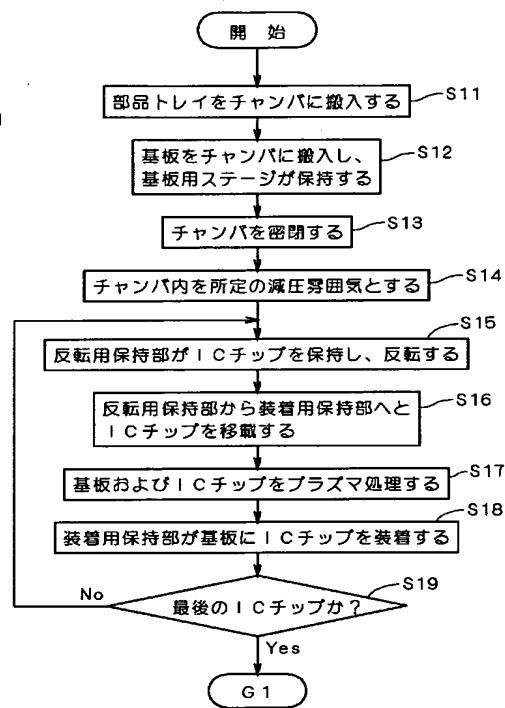 開 始
部品トレイをチャンバに搬入する
S11
基板をチャンバに搬入し、
基板用ステージが保持する
S12
チャンバを密閉する
S13
チャンバ内を所定の減圧雰囲気とする
S14
反転用保持部がICチップを保持し、反転する
S15
反転用保持部から装着用保持部へと
ICチップを移載する
S16
基板およびICチップをプラズマ処理する
S17
装着用保持部が基板にICチップを装着する
S18
最後のICチップか？
S19
No
Yes
G1